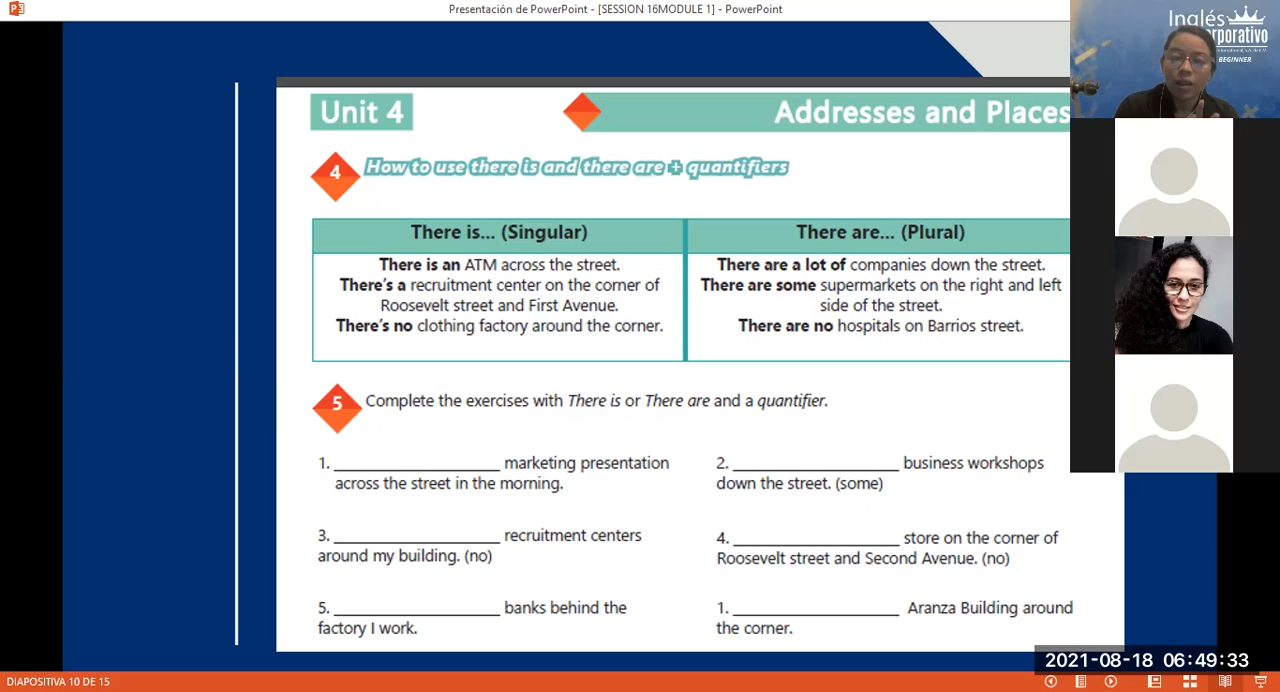 Presentación de PowerPoint - [SESSION 16MODULE 1] - PowerPoint
Inglés
BEGINNER
Unit 4
Addresses and Places
4
How to use there is and there are + quantifiers
There is... (Singular)
There are... (Plural)
There is an ATM across the street.
There's a recruitment center on the corner of
Roosevelt street and First Avenue.
There's no clothing factory around the corner.
There are a lot of companies down the street.
There are some supermarkets on the right and left
side of the street.
There are no hospitals on Barrios street.
5
Complete the exercises with There is or There are and a quantifier.
1. ____________________ marketing presentation
across the street in the morning.
2. ____________________ business workshops
down the street. (some)
3. ____________________ recruitment centers
around my building. (no)
4. ____________________ store on the corner of
Roosevelt street and Second Avenue. (no)
5. ____________________ banks behind the
factory I work.
1. ____________________ Aranza Building around
the corner.
2021-08-18 06:49:33
DIAPOSITIVA 10 DE 15